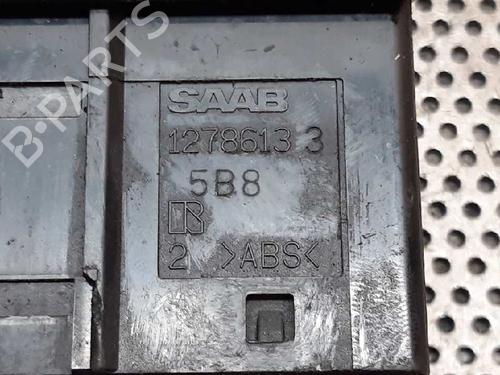 B-PARTS
SAAB
1278613 3
5B8
R
2 >ABS<